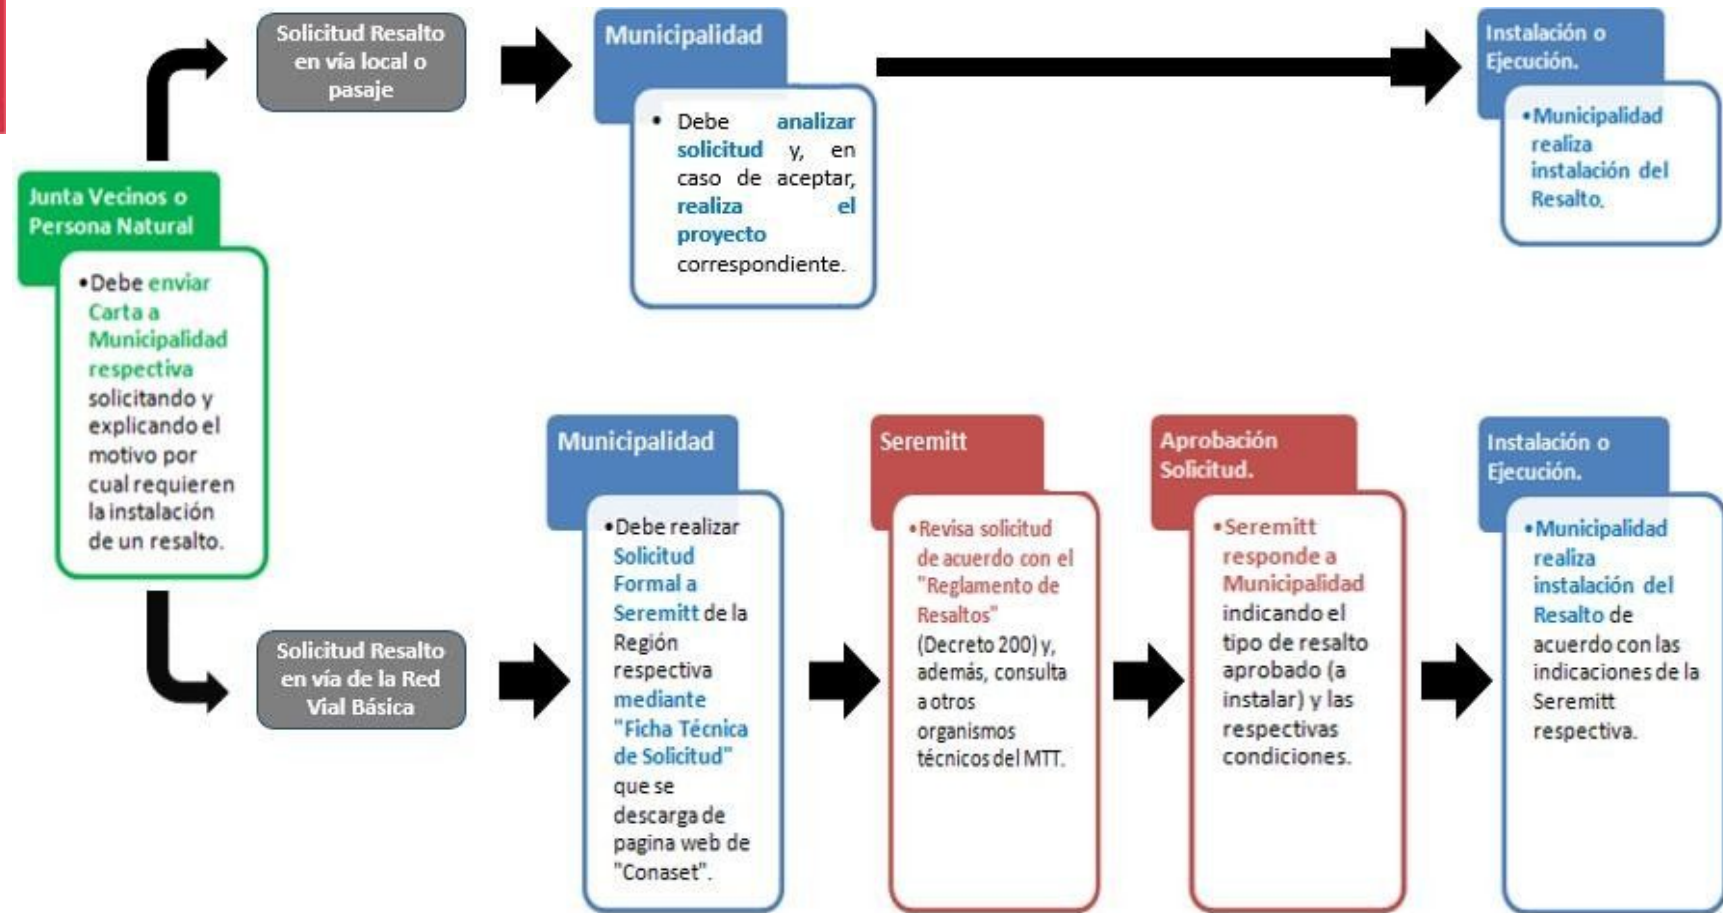 Junta Vecinos o
Persona Natural
•Debe enviar
Carta a
Municipalidad
respectiva
solicitando y
explicando el
motivo por
cual requieren
la instalación
de un resalto.
Solicitud Resalto
en vía local o
pasaje
Municipalidad
• Debe analizar
solicitud y, en
caso de aceptar,
realiza el
proyecto
correspondiente.
Instalación o
Ejecución.
•Municipalidad
realiza
instalación del
Resalto.
Solicitud Resalto
en vía de la Red
Vial Básica
Municipalidad
•Debe realizar
Solicitud
Formal a
Seremitt de la
Región
respectiva
mediante
"Ficha Técnica
de Solicitud"
que se
descarga de
pagina web de
"Conaset".
Seremitt
•Revisa solicitud
de acuerdo con el
"Reglamento de
Resaltos"
(Decreto 200) y,
además, consulta
a otros
organismos
técnicos del MTT.
Aprobación
Solicitud.
•Seremitt
responde a
Municipalidad
indicando el
tipo de resalto
aprobado (a
instalar) y las
respectivas
condiciones.
Instalación o
Ejecución.
•Municipalidad
realiza
instalación del
Resalto de
acuerdo con las
indicaciones de la
Seremitt
respectiva.